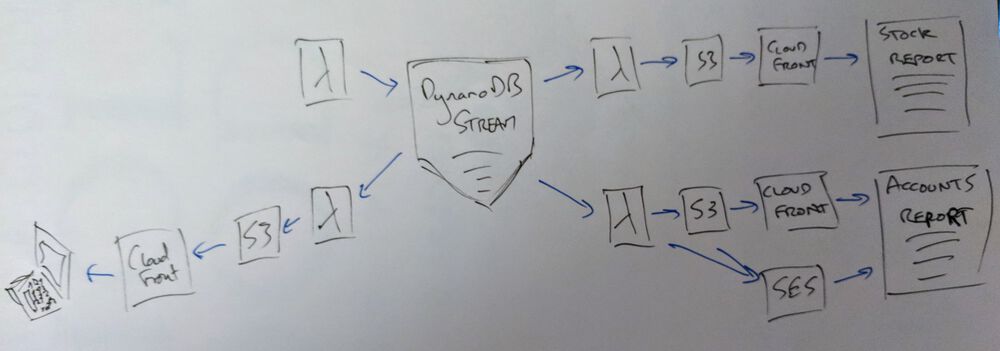 λ
DynamoDB
STREAM
λ
S3
CLOUD
FRONT
STOCK
REPORT
λ
S3
CLOUD
FRONT
ACCOUNTS
REPORT
SES
λ
S3
Cloud
Front